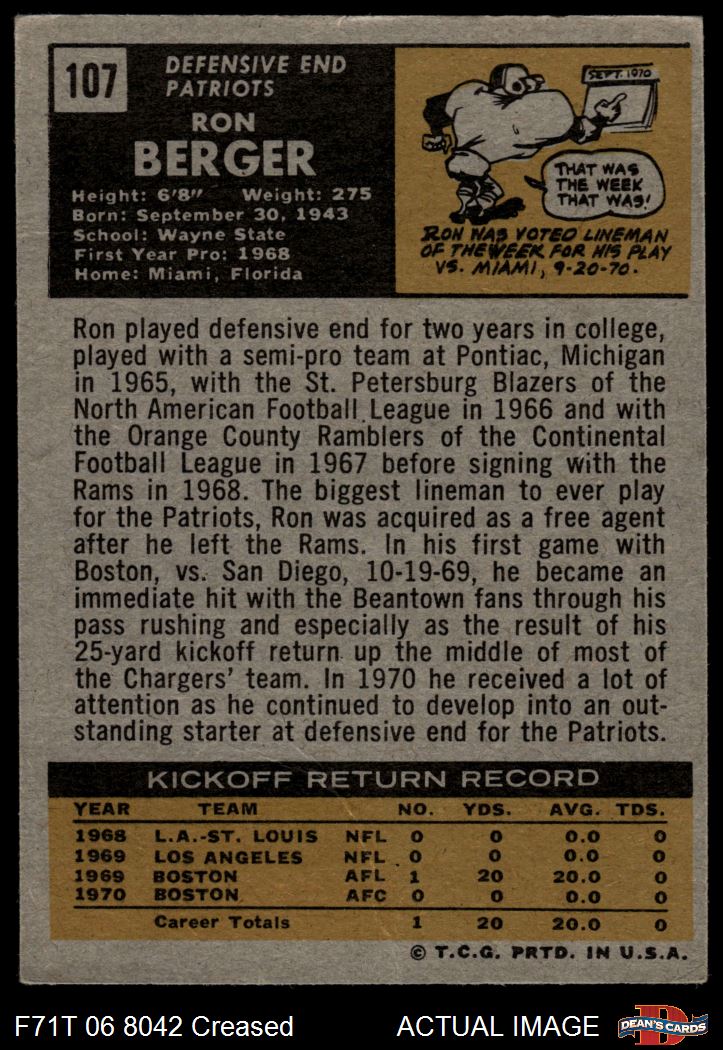 107
DEFENSIVE END
PATRIOTS
RON
BERGER
Height: 6'8" Weight: 275
Born: September 30, 1943
School: Wayne State
First Year Pro: 1968
Home: Miami, Florida
SEPT. 1970
THAT WAS
THE WEEK
THAT WAS!
RON WAS VOTED LINEMAN
OF THE WEEK FOR HIS PLAY
VS. MIAMI, 9-20-70.
Ron played defensive end for two years in college,
played with a semi-pro team at Pontiac, Michigan
in 1965, with the St. Petersburg Blazers of the
North American Football League in 1966 and with
the Orange County Ramblers of the Continental
Football League in 1967 before signing with the
Rams in 1968. The biggest lineman to ever play
for the Patriots, Ron was acquired as a free agent
after he left the Rams. In his first game with
Boston, vs. San Diego, 10-19-69, he became an
immediate hit with the Beantown fans through his
pass rushing and especially as the result of his
25-yard kickoff return up the middle of most of
the Chargers' team. In 1970 he received a lot of
attention as he continued to develop into an out-
standing starter at defensive end for the Patriots.
KICKOFF RETURN RECORD
YEAR TEAM NO. YDS. AVG. TDS.
1968 L.A.-ST. LOUIS NFL 0 0 0.0 0
1969 LOS ANGELES NFL 0 0 0.0 0
1969 BOSTON AFL 1 20 20.0 0
1970 BOSTON AFC 0 0 0.0 0
Career Totals 1 20 20.0 0
© T.C.G. PRTD. IN U.S.A.
F71T 06 8042 Creased ACTUAL IMAGE
D
DEAN'S CARDS